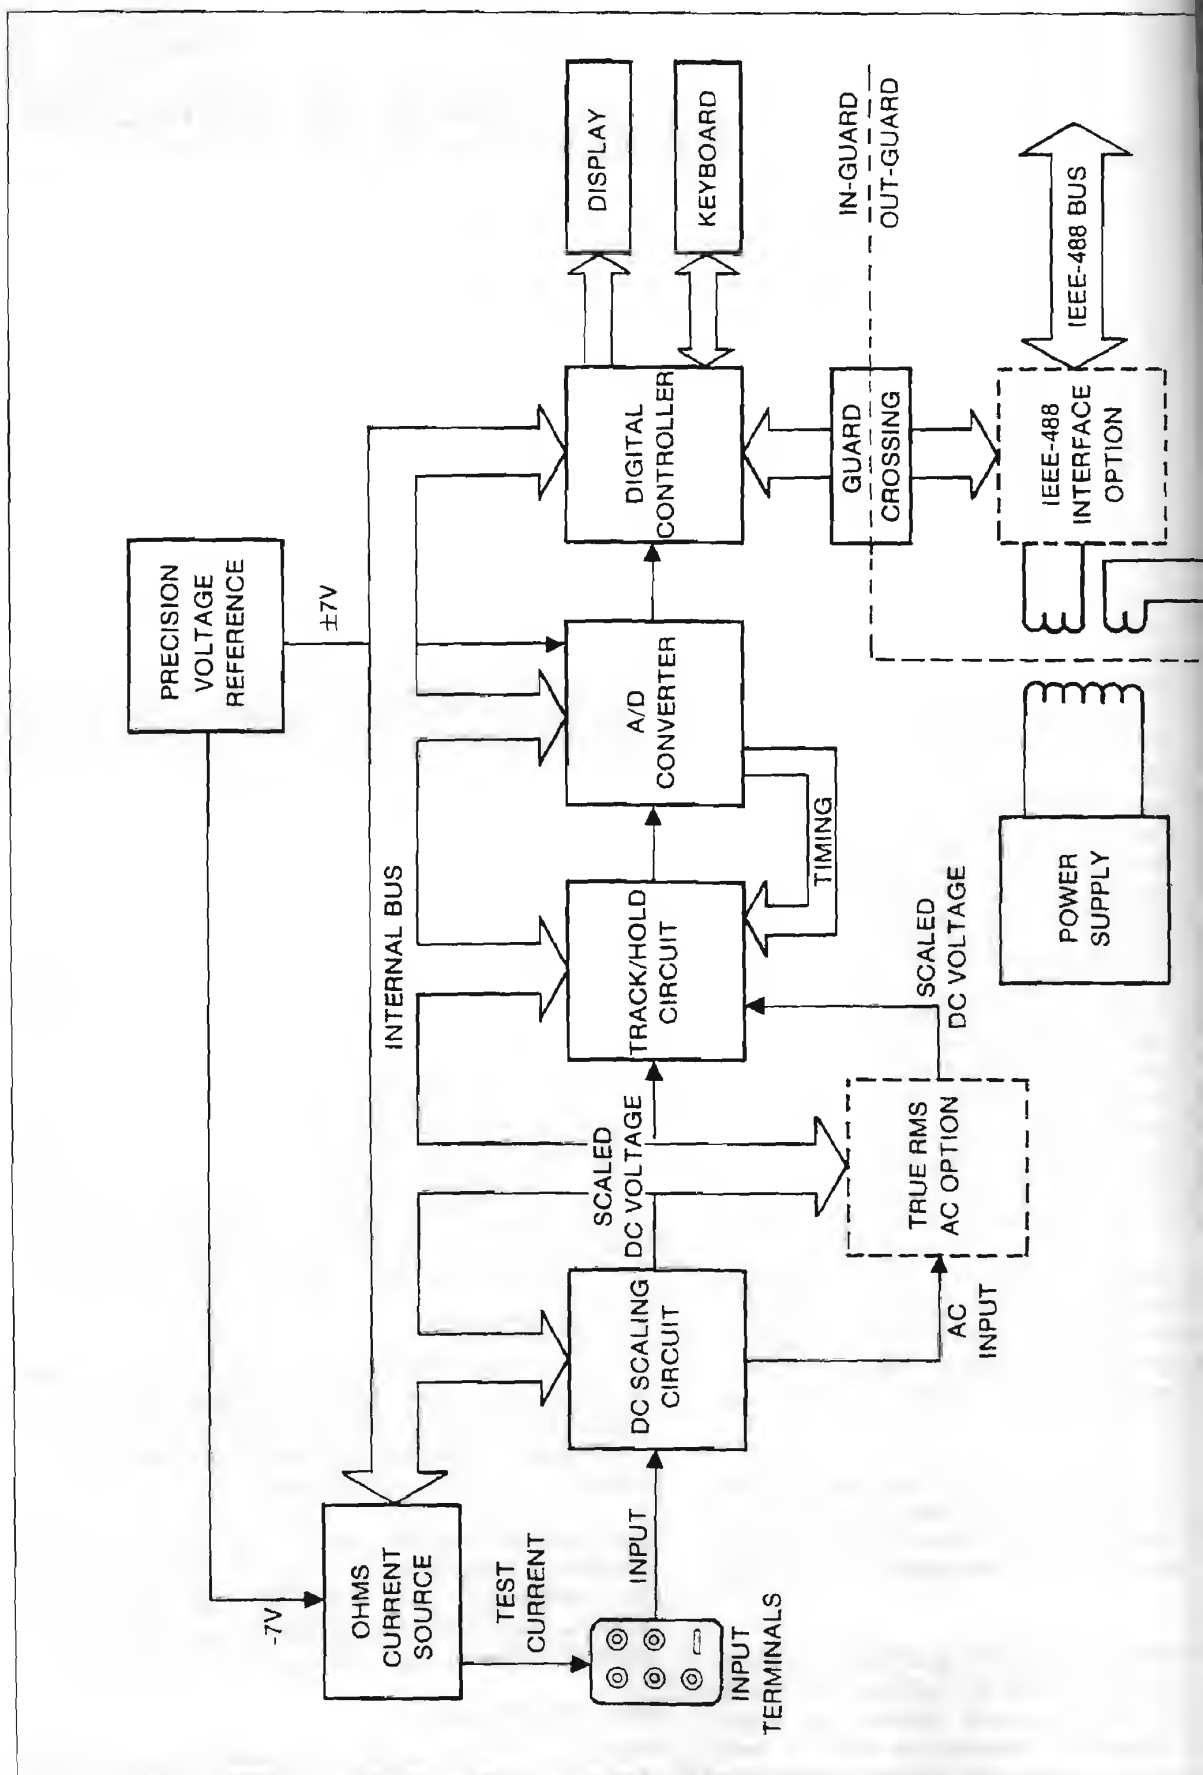 PRECISION
VOLTAGE
REFERENCE
-7V
±7V
INTERNAL BUS
OHMS
CURRENT
SOURCE
TEST
CURRENT
INPUT
INPUT
TERMINALS
DC SCALING
CIRCUIT
SCALED
DC VOLTAGE
TRACK/HOLD
CIRCUIT
A/D
CONVERTER
DIGITAL
CONTROLLER
DISPLAY
KEYBOARD
TIMING
AC
INPUT
TRUE RMS
AC OPTION
SCALED
DC VOLTAGE
GUARD
CROSSING
IN-GUARD
OUT-GUARD
POWER
SUPPLY
IEEE-488
INTERFACE
OPTION
IEEE-488 BUS